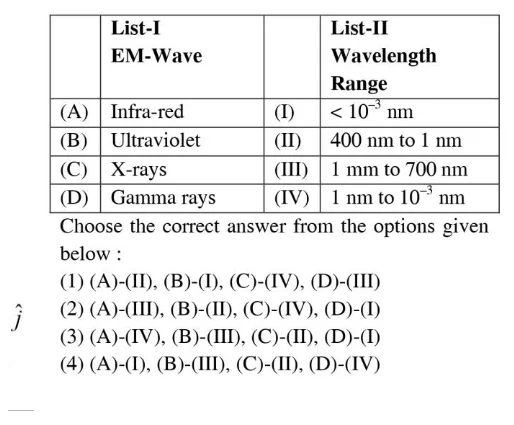 List-I List-II
EM-Wave Wavelength
Range
(A) Infra-red (I) < 10⁻³ nm
(B) Ultraviolet (II) 400 nm to 1 nm
(C) X-rays (III) 1 mm to 700 nm
(D) Gamma rays (IV) 1 nm to 10⁻³ nm
Choose the correct answer from the options given
below :
(1) (A)-(II), (B)-(I), (C)-(IV), (D)-(III)
(2) (A)-(III), (B)-(II), (C)-(IV), (D)-(I)
ĵ
(3) (A)-(IV), (B)-(III), (C)-(II), (D)-(I)
(4) (A)-(I), (B)-(III), (C)-(II), (D)-(IV)